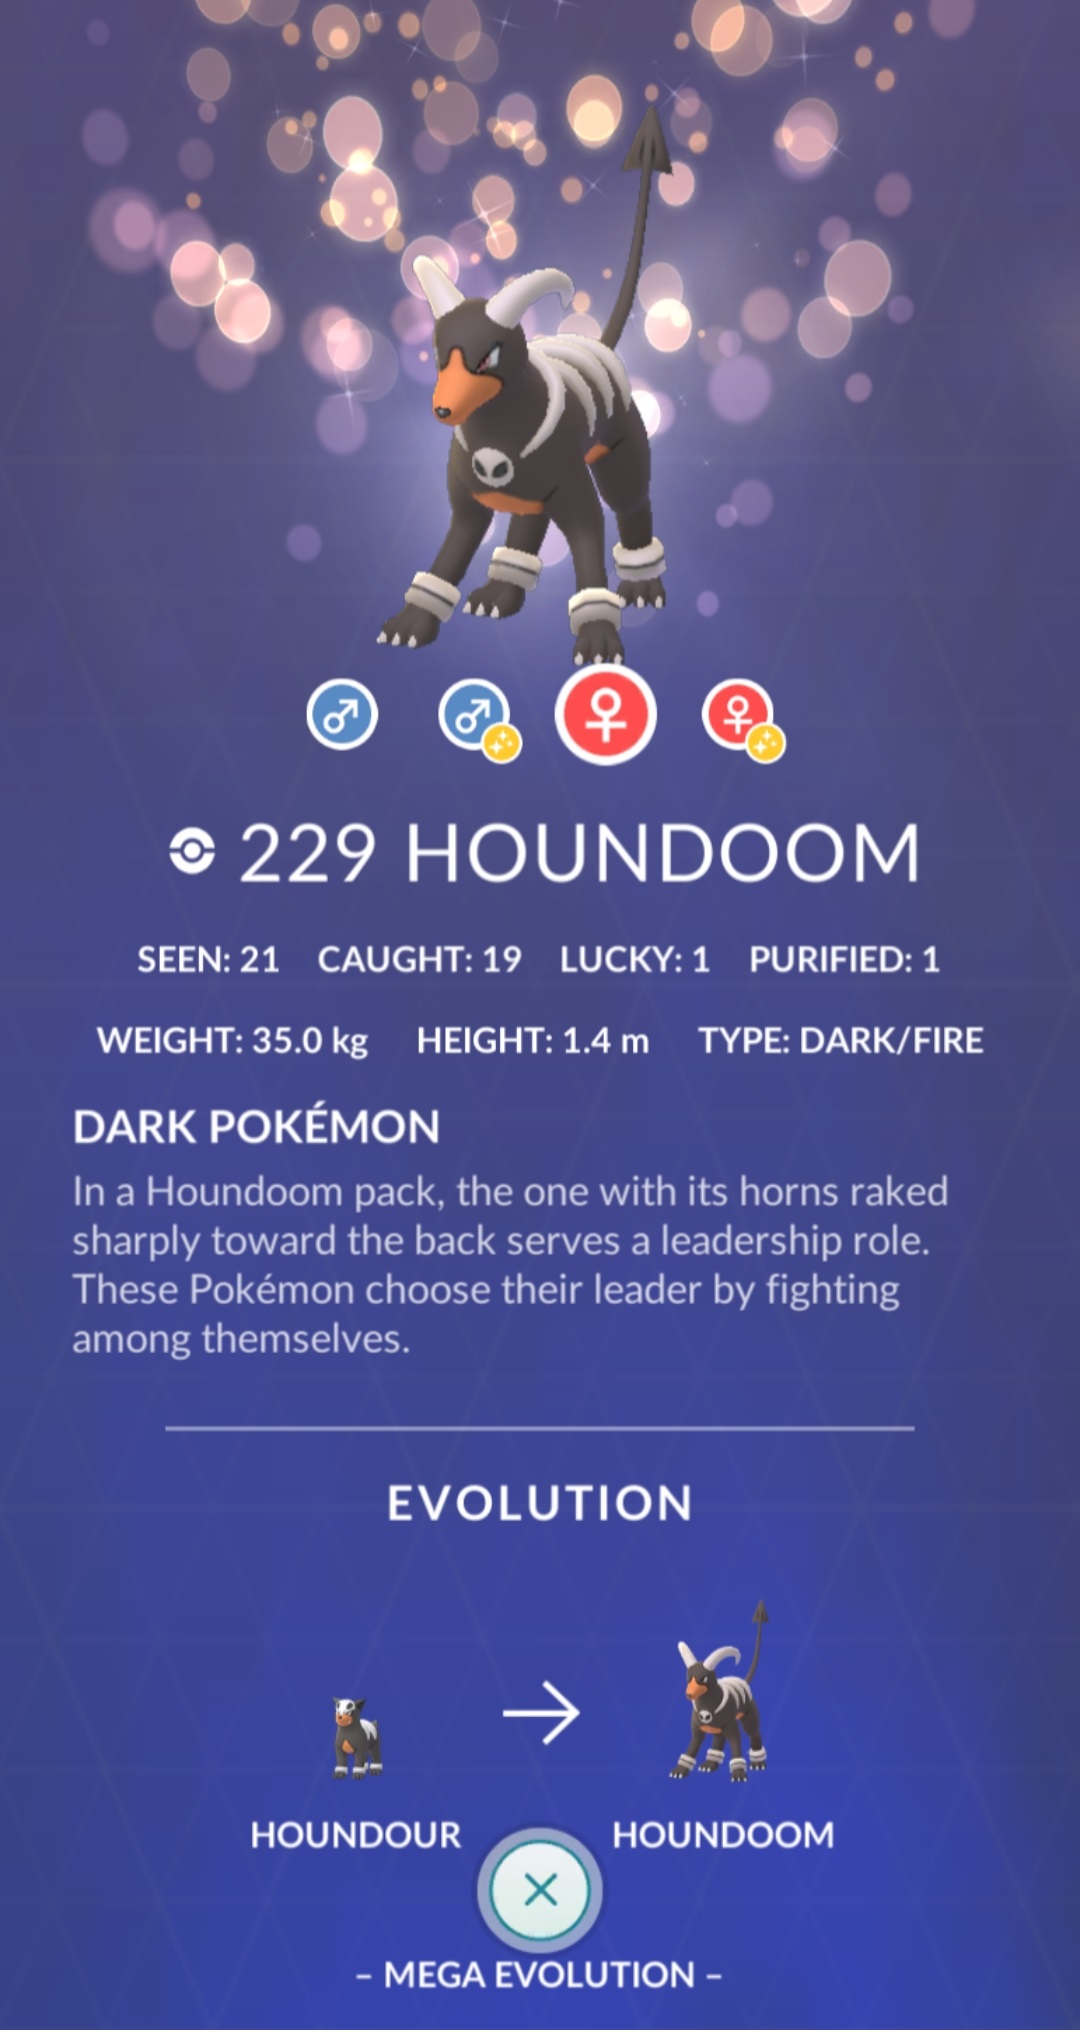 229 HOUNDOOM
SEEN: 21 CAUGHT: 19 LUCKY: 1 PURIFIED: 1
WEIGHT: 35.0 kg HEIGHT: 1.4 m TYPE: DARK/FIRE
DARK POKÉMON
In a Houndoom pack, the one with its horns raked
sharply toward the back serves a leadership role.
These Pokémon choose their leader by fighting
among themselves.
EVOLUTION
HOUNDOUR HOUNDOOM
– MEGA EVOLUTION –